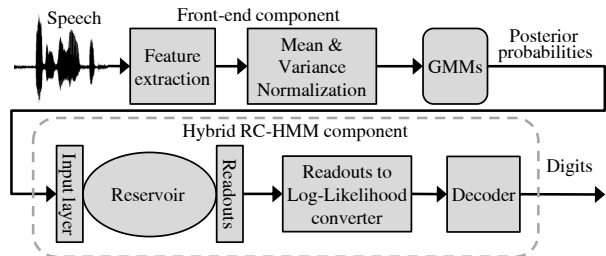 Speech
Front-end component
Feature
extraction
Mean &
Variance
Normalization
GMMs
Posterior
probabilities
Hybrid RC-HMM component
Input layer
Reservoir
Readouts
Readouts to
Log-Likelihood
converter
Decoder
Digits